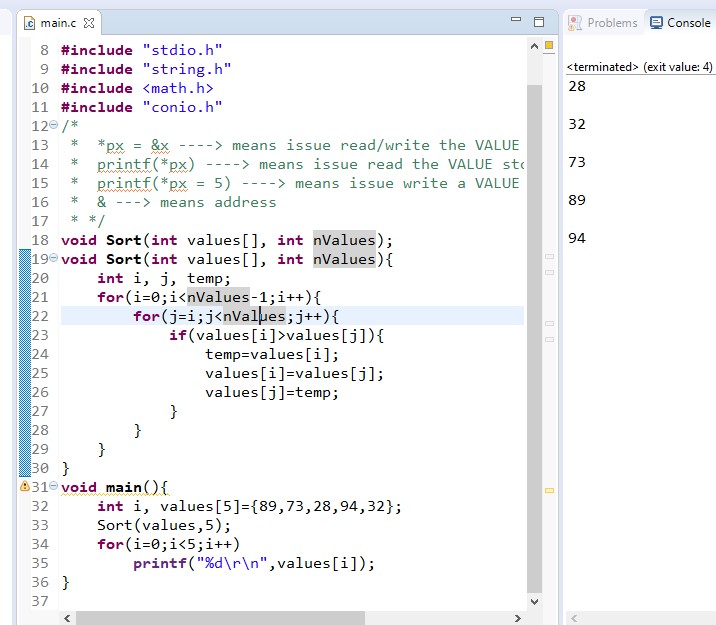 main.c
8 #include "stdio.h"
9 #include "string.h"
10 #include <math.h>
11 #include "conio.h"
12 /*
13  *  *px = &x ----> means issue read/write the VALUE
14  *  printf(*px) ----> means issue read the VALUE sto
15  *  printf(*px = 5) ----> means issue write a VALUE
16  *  & ---> means address
17  * */
18 void Sort(int values[], int nValues);
19 void Sort(int values[], int nValues){
20     int i, j, temp;
21     for(i=0;i<nValues-1;i++){
22         for(j=i;j<nValues;j++){
23             if(values[i]>values[j]){
24                 temp=values[i];
25                 values[i]=values[j];
26                 values[j]=temp;
27             }
28         }
29     }
30 }
31 void main(){
32     int i, values[5]={89,73,28,94,32};
33     Sort(values,5);
34     for(i=0;i<5;i++)
35         printf("%d\r\n",values[i]);
36 }
37
Problems Console
<terminated> (exit value: 4)
28
32
73
89
94